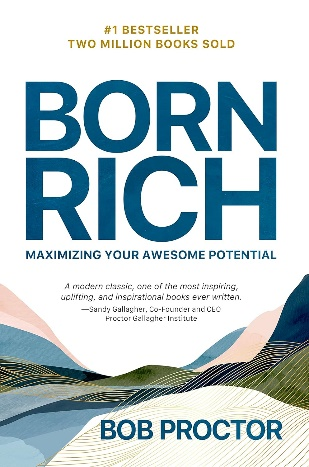 #1 BESTSELLER
TWO MILLION BOOKS SOLD
BORN
RICH
MAXIMIZING YOUR AWESOME POTENTIAL
A modern classic, one of the most inspiring,
uplifting, and inspirational books ever written.
—Sandy Gallagher, Co-Founder and CEO
Proctor Gallagher Institute
BOB PROCTOR